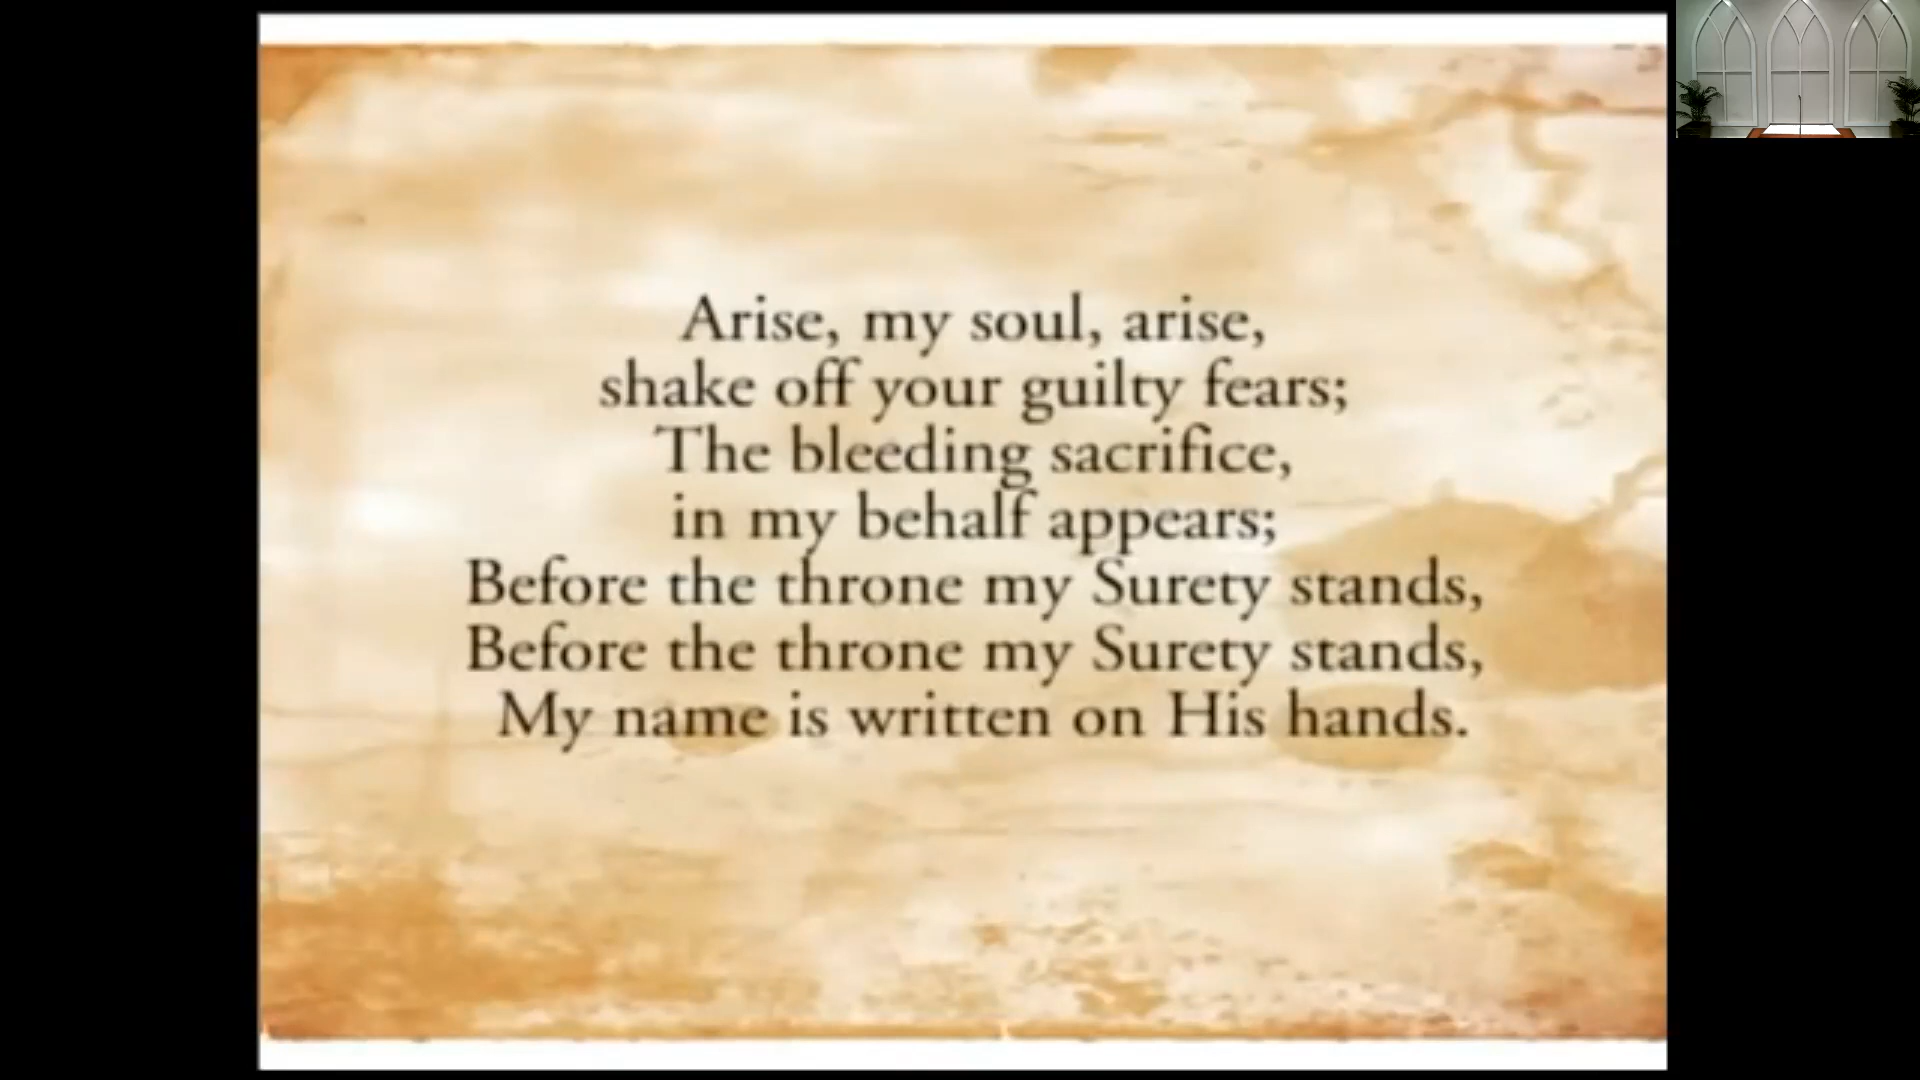 Arise, my soul, arise,
shake off your guilty fears;
The bleeding sacrifice,
in my behalf appears;
Before the throne my Surety stands,
Before the throne my Surety stands,
My name is written on His hands.